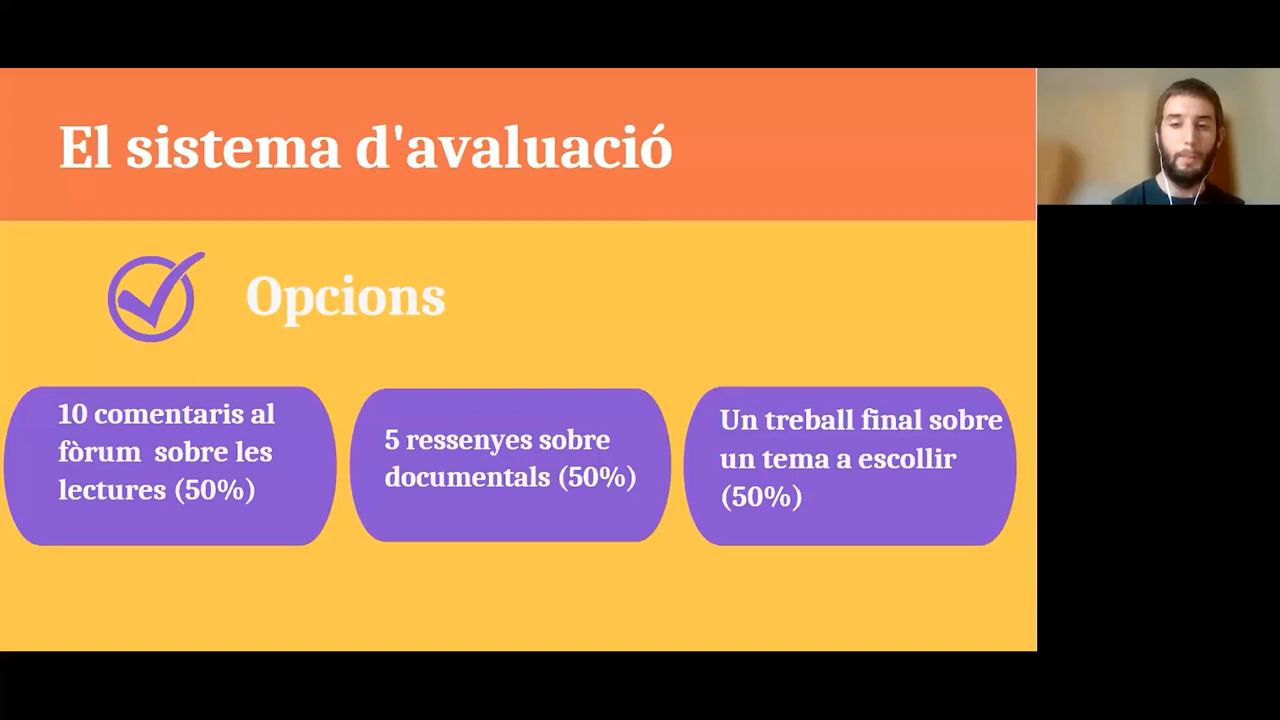 El sistema d'avaluació
Opcions
10 comentaris al
fòrum  sobre les
lectures (50%)
5 ressenyes sobre
documentals (50%)
Un treball final sobre
un tema a escollir
(50%)